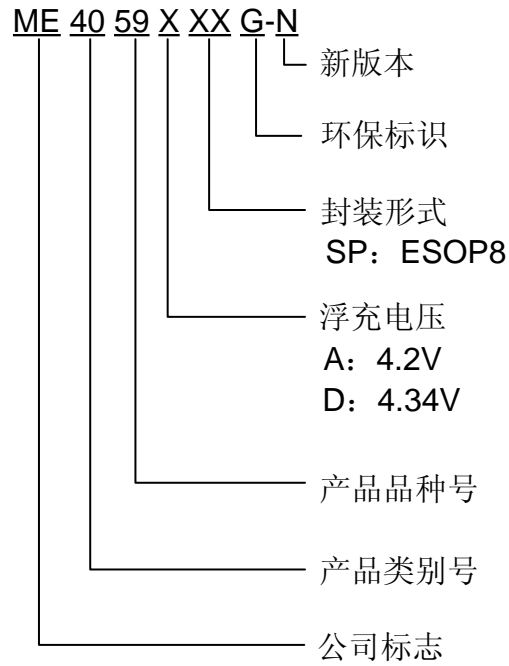 ME 40 59 X XX G-N
新版本
环保标识
封装形式
SP：ESOP8
浮充电压
A：4.2V
D：4.34V
产品品种号
产品类别号
公司标志